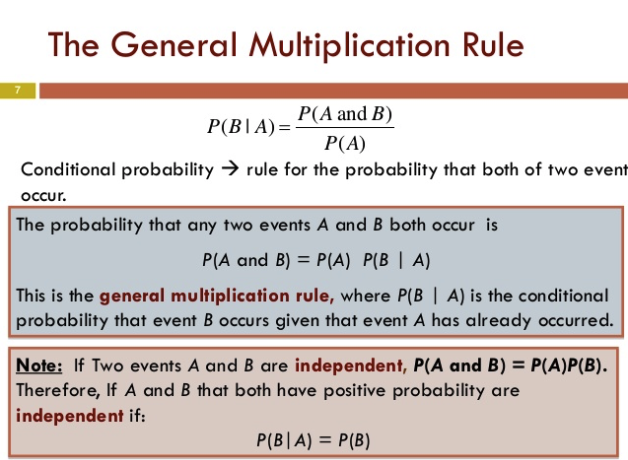 The General Multiplication Rule
7
P(B | A) = P(A and B) / P(A)
Conditional probability → rule for the probability that both of two event
occur.
The probability that any two events A and B both occur is
P(A and B) = P(A) P(B | A)
This is the general multiplication rule, where P(B | A) is the conditional
probability that event B occurs given that event A has already occurred.
Note: If Two events A and B are independent, P(A and B) = P(A)P(B).
Therefore, If A and B that both have positive probability are
independent if:
P(B|A) = P(B)